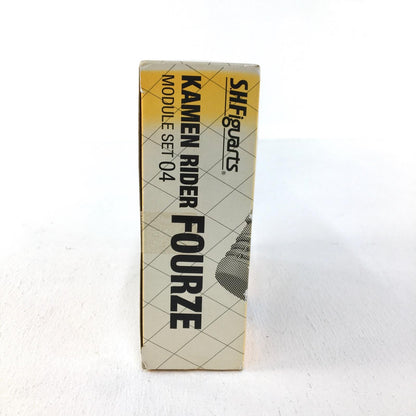 S.H.Figuarts®
KAMEN RIDER FOURZE
MODULE SET 04